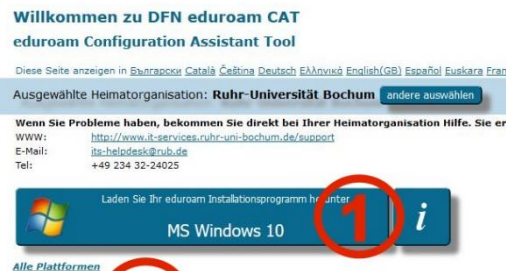 Willkommen zu DFN eduroam CAT
eduroam Configuration Assistant Tool
Diese Seite anzeigen in Български Català Čeština Deutsch Ελληνικά English(GB) Español Euskara Fran
Ausgewählte Heimatorganisation: Ruhr-Universität Bochum andere auswählen
Wenn Sie Probleme haben, bekommen Sie direkt bei Ihrer Heimatorganisation Hilfe. Sie er
WWW: http://www.it-services.ruhr-uni-bochum.de/support
E-Mail: its-helpdesk@rub.de
Tel: +49 234 32-24025
Laden Sie Ihr eduroam Installationsprogramm herunter
MS Windows 10
1
i
Alle Plattformen